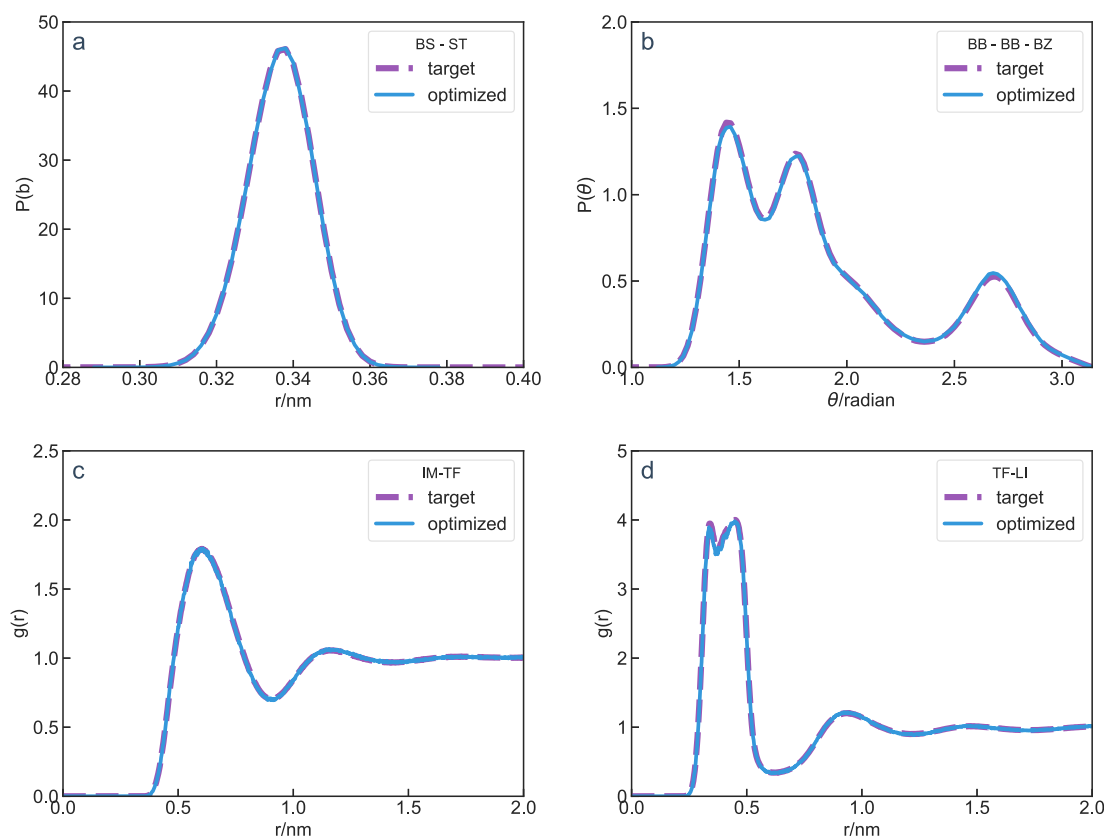 a
BS - ST
target
optimized
P(b)
50
40
30
20
10
0
0.28 0.30 0.32 0.34 0.36 0.38 0.40
r/nm
b
BB - BB - BZ
target
optimized
P(θ)
2.0
1.5
1.0
0.5
0.0
1.0 1.5 2.0 2.5 3.0
θ/radian
c
IM-TF
target
optimized
g(r)
2.5
2.0
1.5
1.0
0.5
0.0
0.0 0.5 1.0 1.5 2.0
r/nm
d
TF-LI
target
optimized
g(r)
5
4
3
2
1
0
0.0 0.5 1.0 1.5 2.0
r/nm